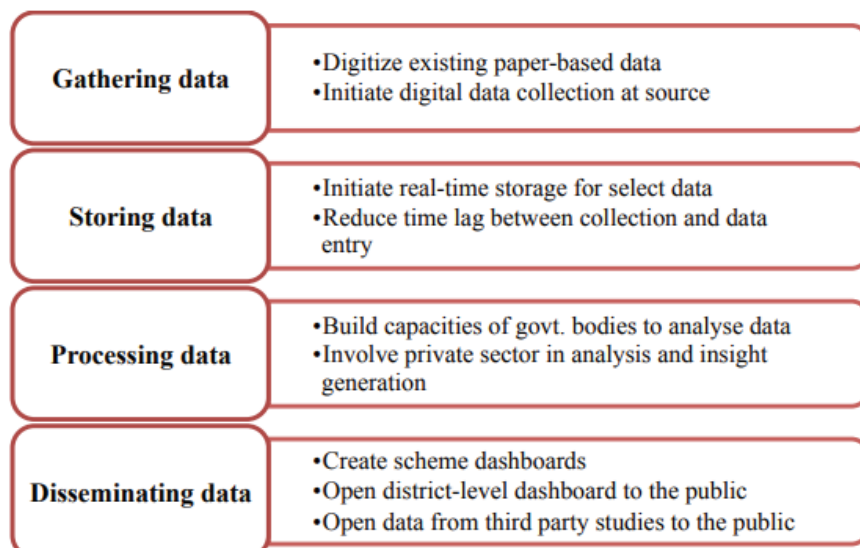 Gathering data
•Digitize existing paper-based data
•Initiate digital data collection at source
Storing data
•Initiate real-time storage for select data
•Reduce time lag between collection and data
entry
Processing data
•Build capacities of govt. bodies to analyse data
•Involve private sector in analysis and insight
generation
Disseminating data
•Create scheme dashboards
•Open district-level dashboard to the public
•Open data from third party studies to the public